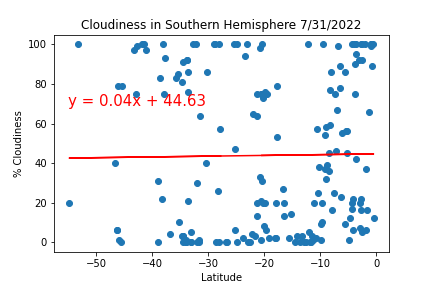 Cloudiness in Southern Hemisphere 7/31/2022
100
80
y = 0.04x + 44.63
60
% Cloudiness
40
20
0
−50 −40 −30 −20 −10 0
Latitude